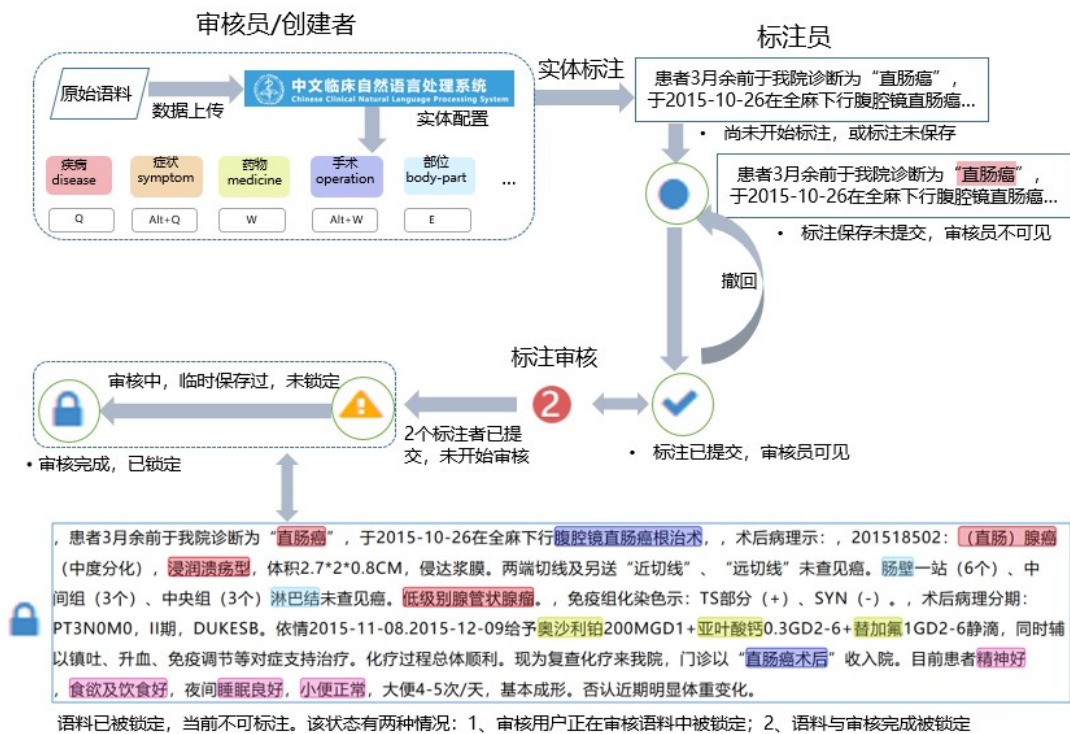 审核员/创建者
标注员
原始语料
数据上传
中文临床自然语言处理系统
Chinese Clinical Natural Language Processing System
实体配置
实体标注
疾病
disease
症状
symptom
药物
medicine
手术
operation
部位
body-part
...
Q
Alt+Q
W
Alt+W
E
患者3月余前于我院诊断为“直肠癌”，
于2015-10-26在全麻下行腹腔镜直肠癌...
• 尚未开始标注，或标注未保存
患者3月余前于我院诊断为“直肠癌”，
于2015-10-26在全麻下行腹腔镜直肠癌...
• 标注保存未提交，审核员不可见
撤回
标注审核
2
审核中，临时保存过，未锁定
2个标注者已提
交，未开始审核
• 标注已提交，审核员可见
• 审核完成，已锁定
，患者3月余前于我院诊断为“直肠癌”，于2015-10-26在全麻下行腹腔镜直肠癌根治术，，术后病理示：，201518502：（直肠）腺癌
（中度分化），浸润溃疡型，体积2.7*2*0.8CM，侵达浆膜。两端切线及另送“近切线”、“远切线”未查见癌。肠壁一站（6个）、中
间组（3个）、中央组（3个）淋巴结未查见癌。低级别腺管状腺瘤。，免疫组化染色示：TS部分（+）、SYN（-）。，术后病理分期：
PT3N0M0，II期，DUKESB。依情2015-11-08.2015-12-09给予奥沙利铂200MGD1+亚叶酸钙0.3GD2-6+替加氟1GD2-6静滴，同时辅
以镇吐、升血、免疫调节等对症支持治疗。化疗过程总体顺利。现为复查化疗来我院，门诊以“直肠癌术后”收入院。目前患者精神好
，食欲及饮食好，夜间睡眠良好，小便正常，大便4-5次/天，基本成形。否认近期明显体重变化。
语料已被锁定，当前不可标注。该状态有两种情况：1、审核用户正在审核语料中被锁定；2、语料与审核完成被锁定